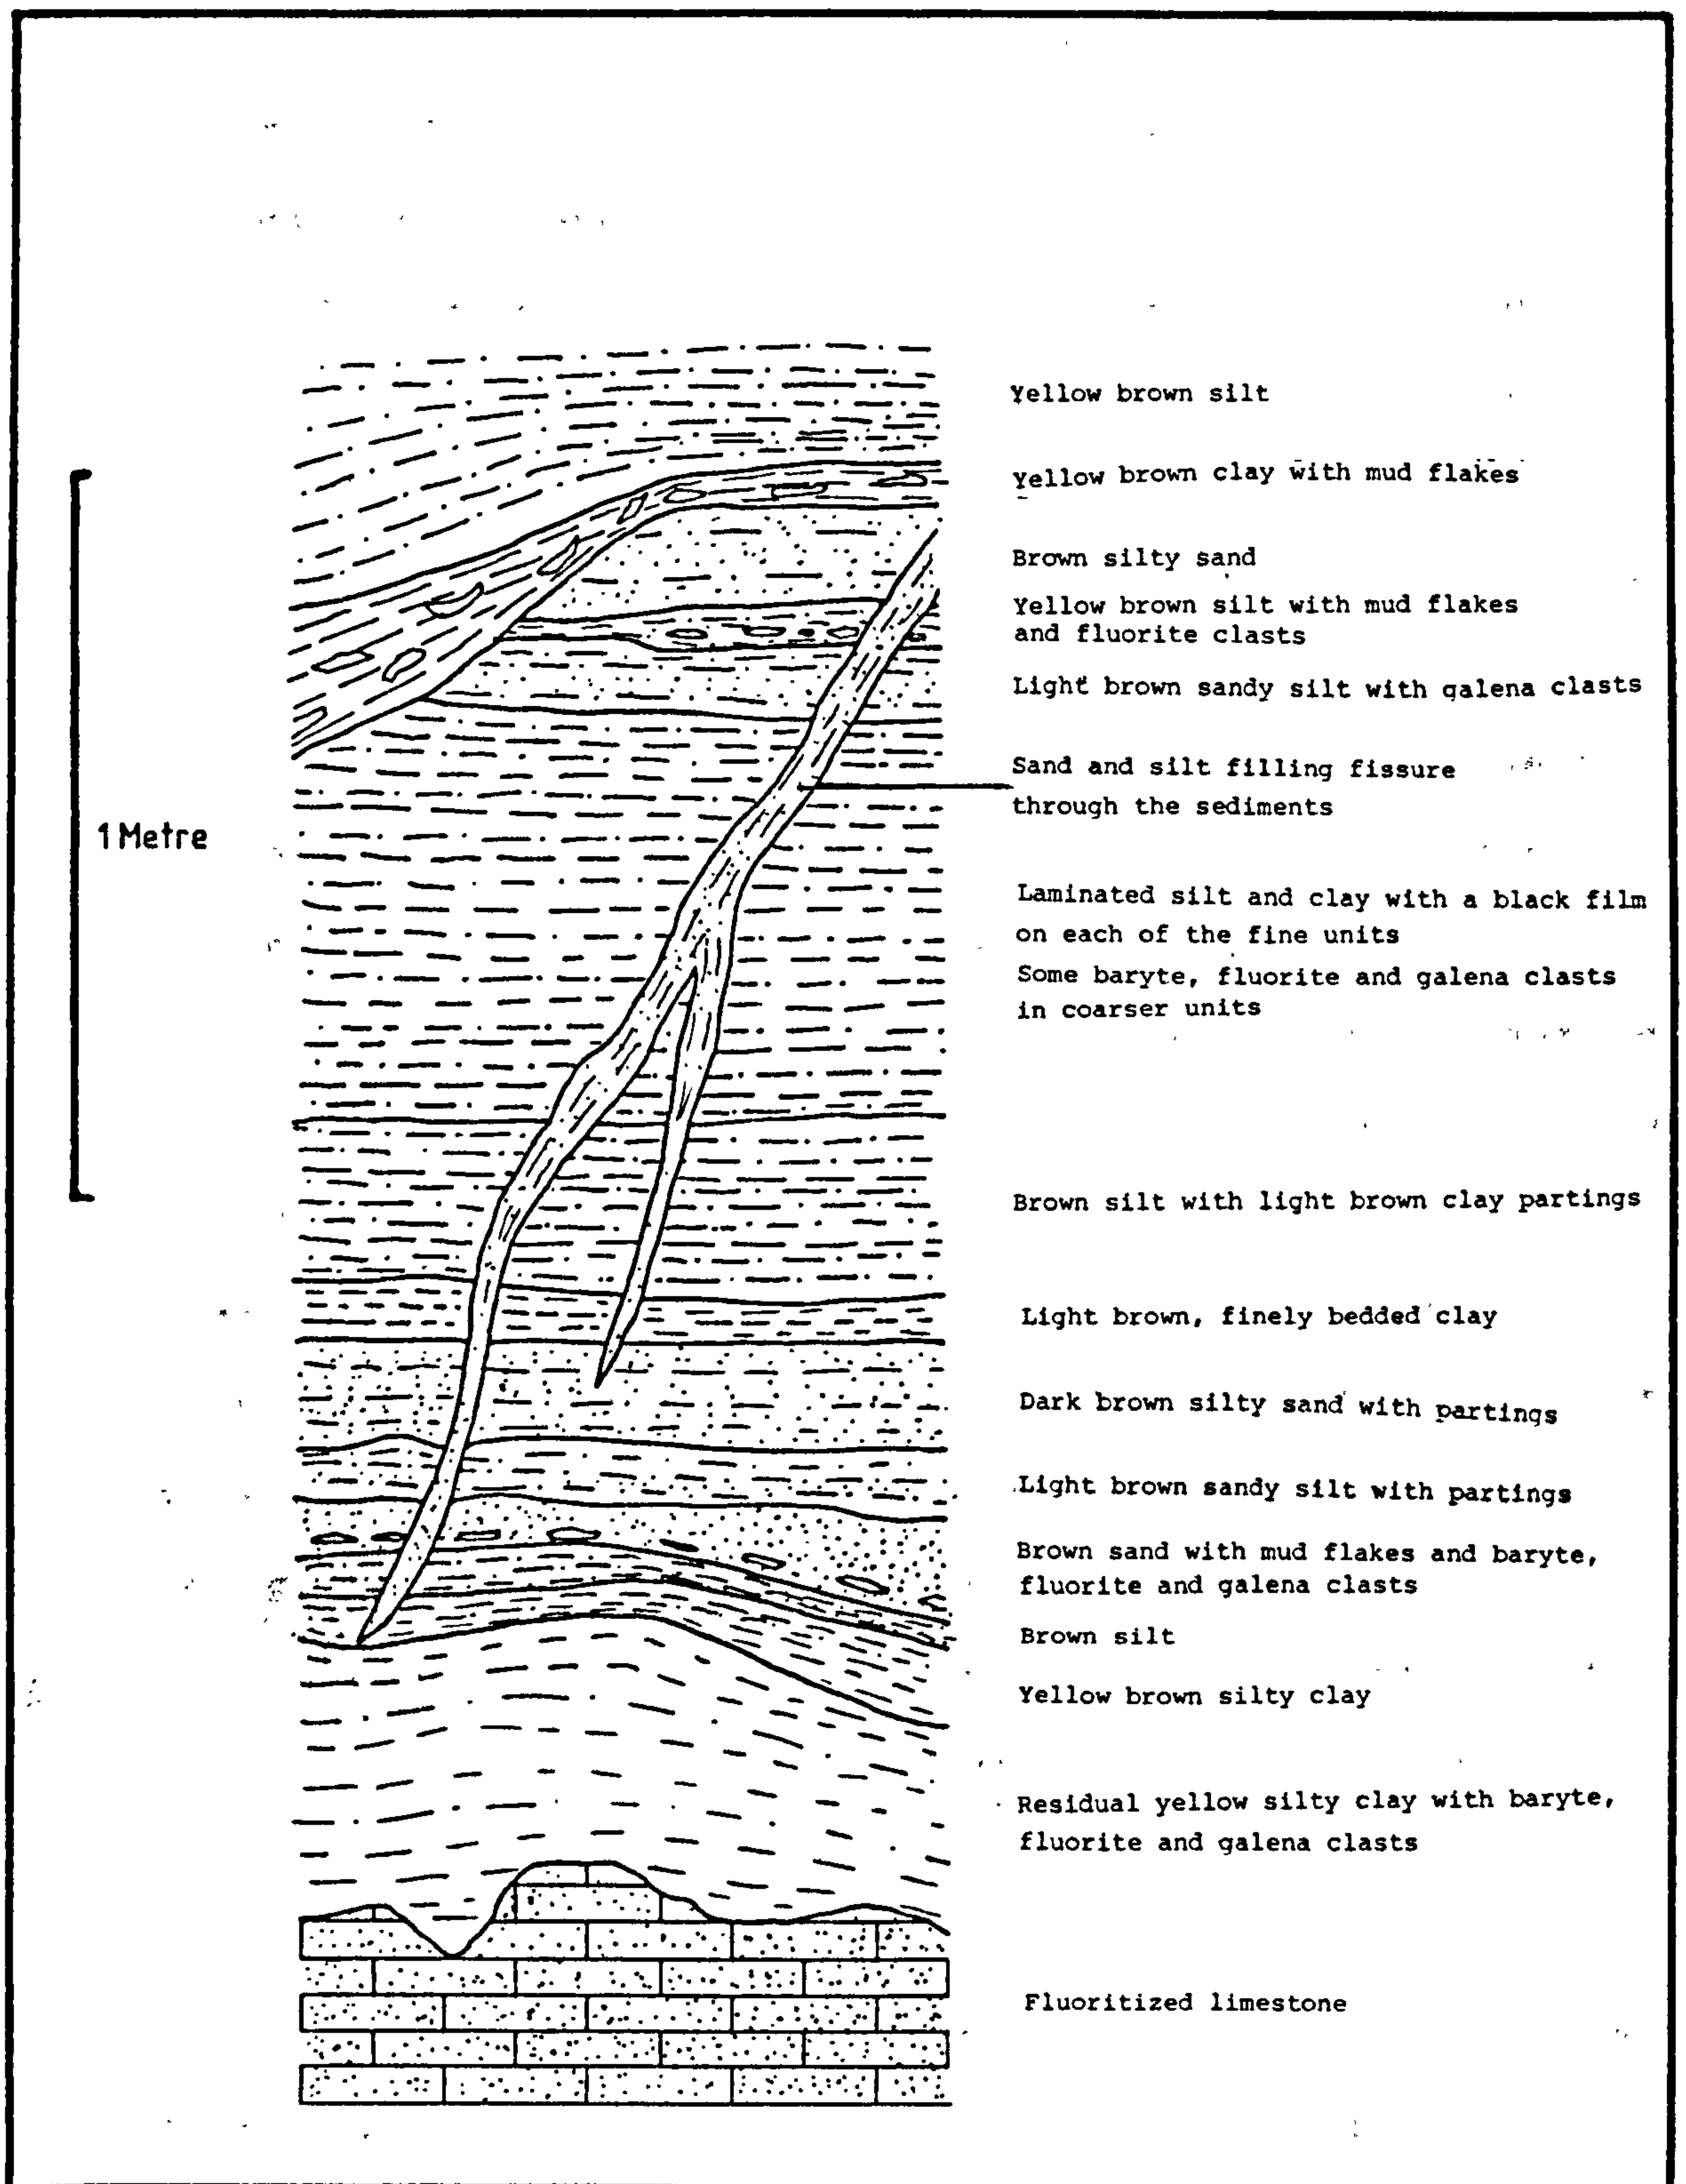 Yellow brown silt
Yellow brown clay with mud flakes
Brown silty sand
Yellow brown silt with mud flakes
and fluorite clasts
Light brown sandy silt with galena clasts
Sand and silt filling fissure
through the sediments
1 Metre
Laminated silt and clay with a black film
on each of the fine units
Some baryte, fluorite and galena clasts
in coarser units
Brown silt with light brown clay partings
Light brown, finely bedded clay
Dark brown silty sand with partings
Light brown sandy silt with partings
Brown sand with mud flakes and baryte,
fluorite and galena clasts
Brown silt
Yellow brown silty clay
Residual yellow silty clay with baryte,
fluorite and galena clasts
Fluoritized limestone